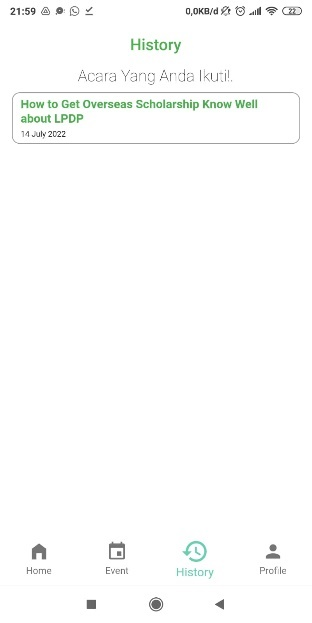 21:59
0,0KB/d
22
History
Acara Yang Anda Ikuti!.
How to Get Overseas Scholarship Know Well
about LPDP
14 July 2022
Home
Event
History
Profile